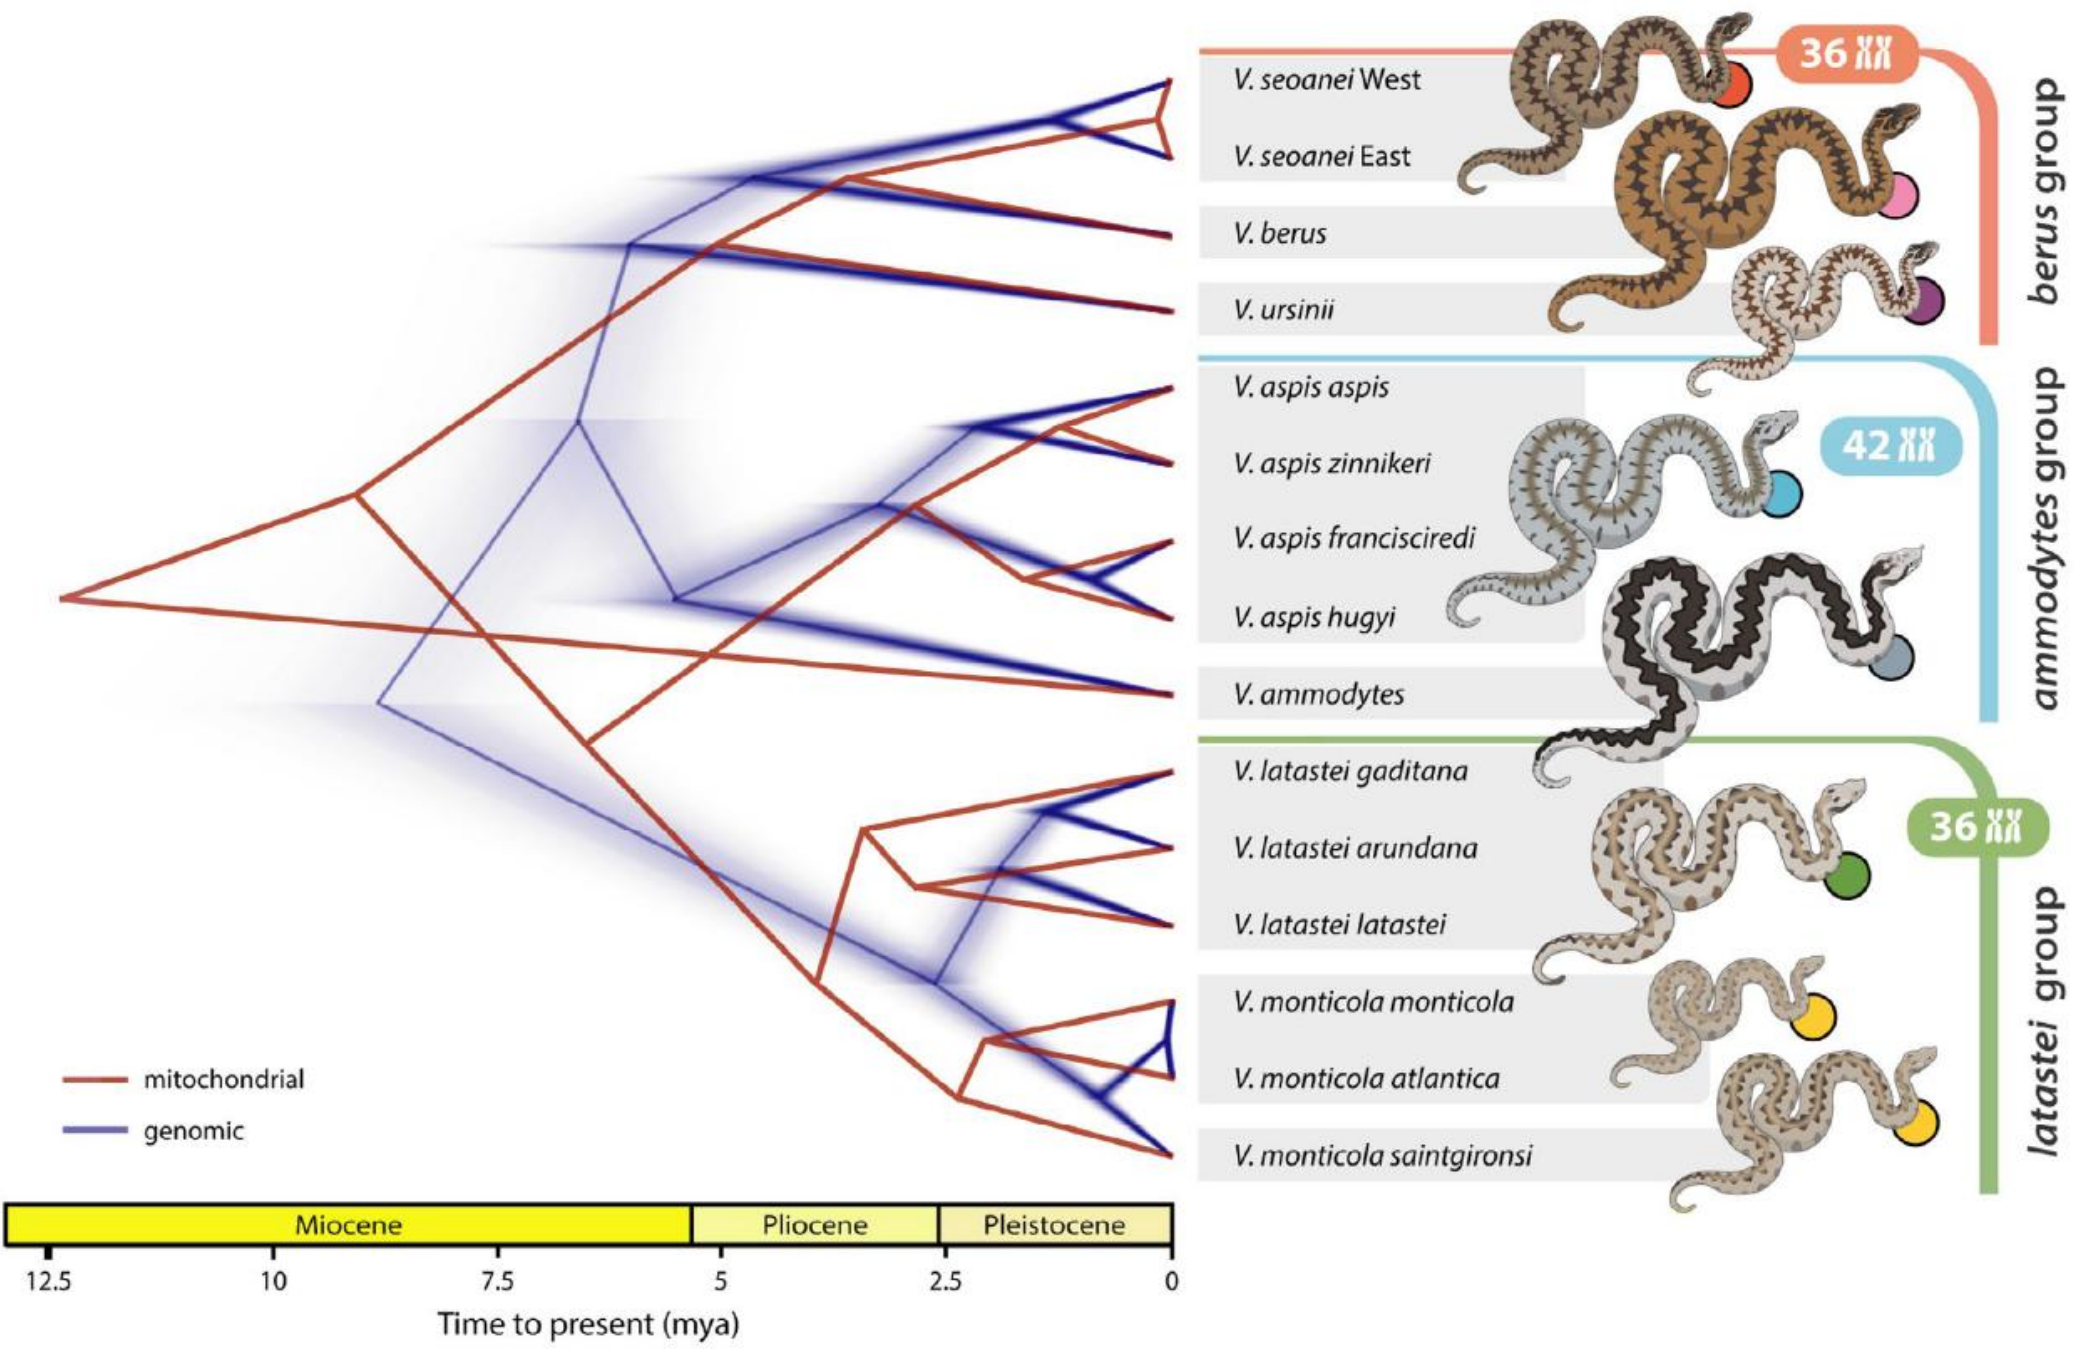 36
V. seoanei West
V. seoanei East
V. berus
V. ursinii
berus group
V. aspis aspis
V. aspis zinnikeri
V. aspis francisciredi
V. aspis hugyi
V. ammodytes
42
ammodytes group
V. latastei gaditana
V. latastei arundana
V. latastei latastei
V. monticola monticola
V. monticola atlantica
V. monticola saintgironsi
36
latastei group
mitochondrial
genomic
Miocene Pliocene Pleistocene
12.5 10 7.5 5 2.5 0
Time to present (mya)